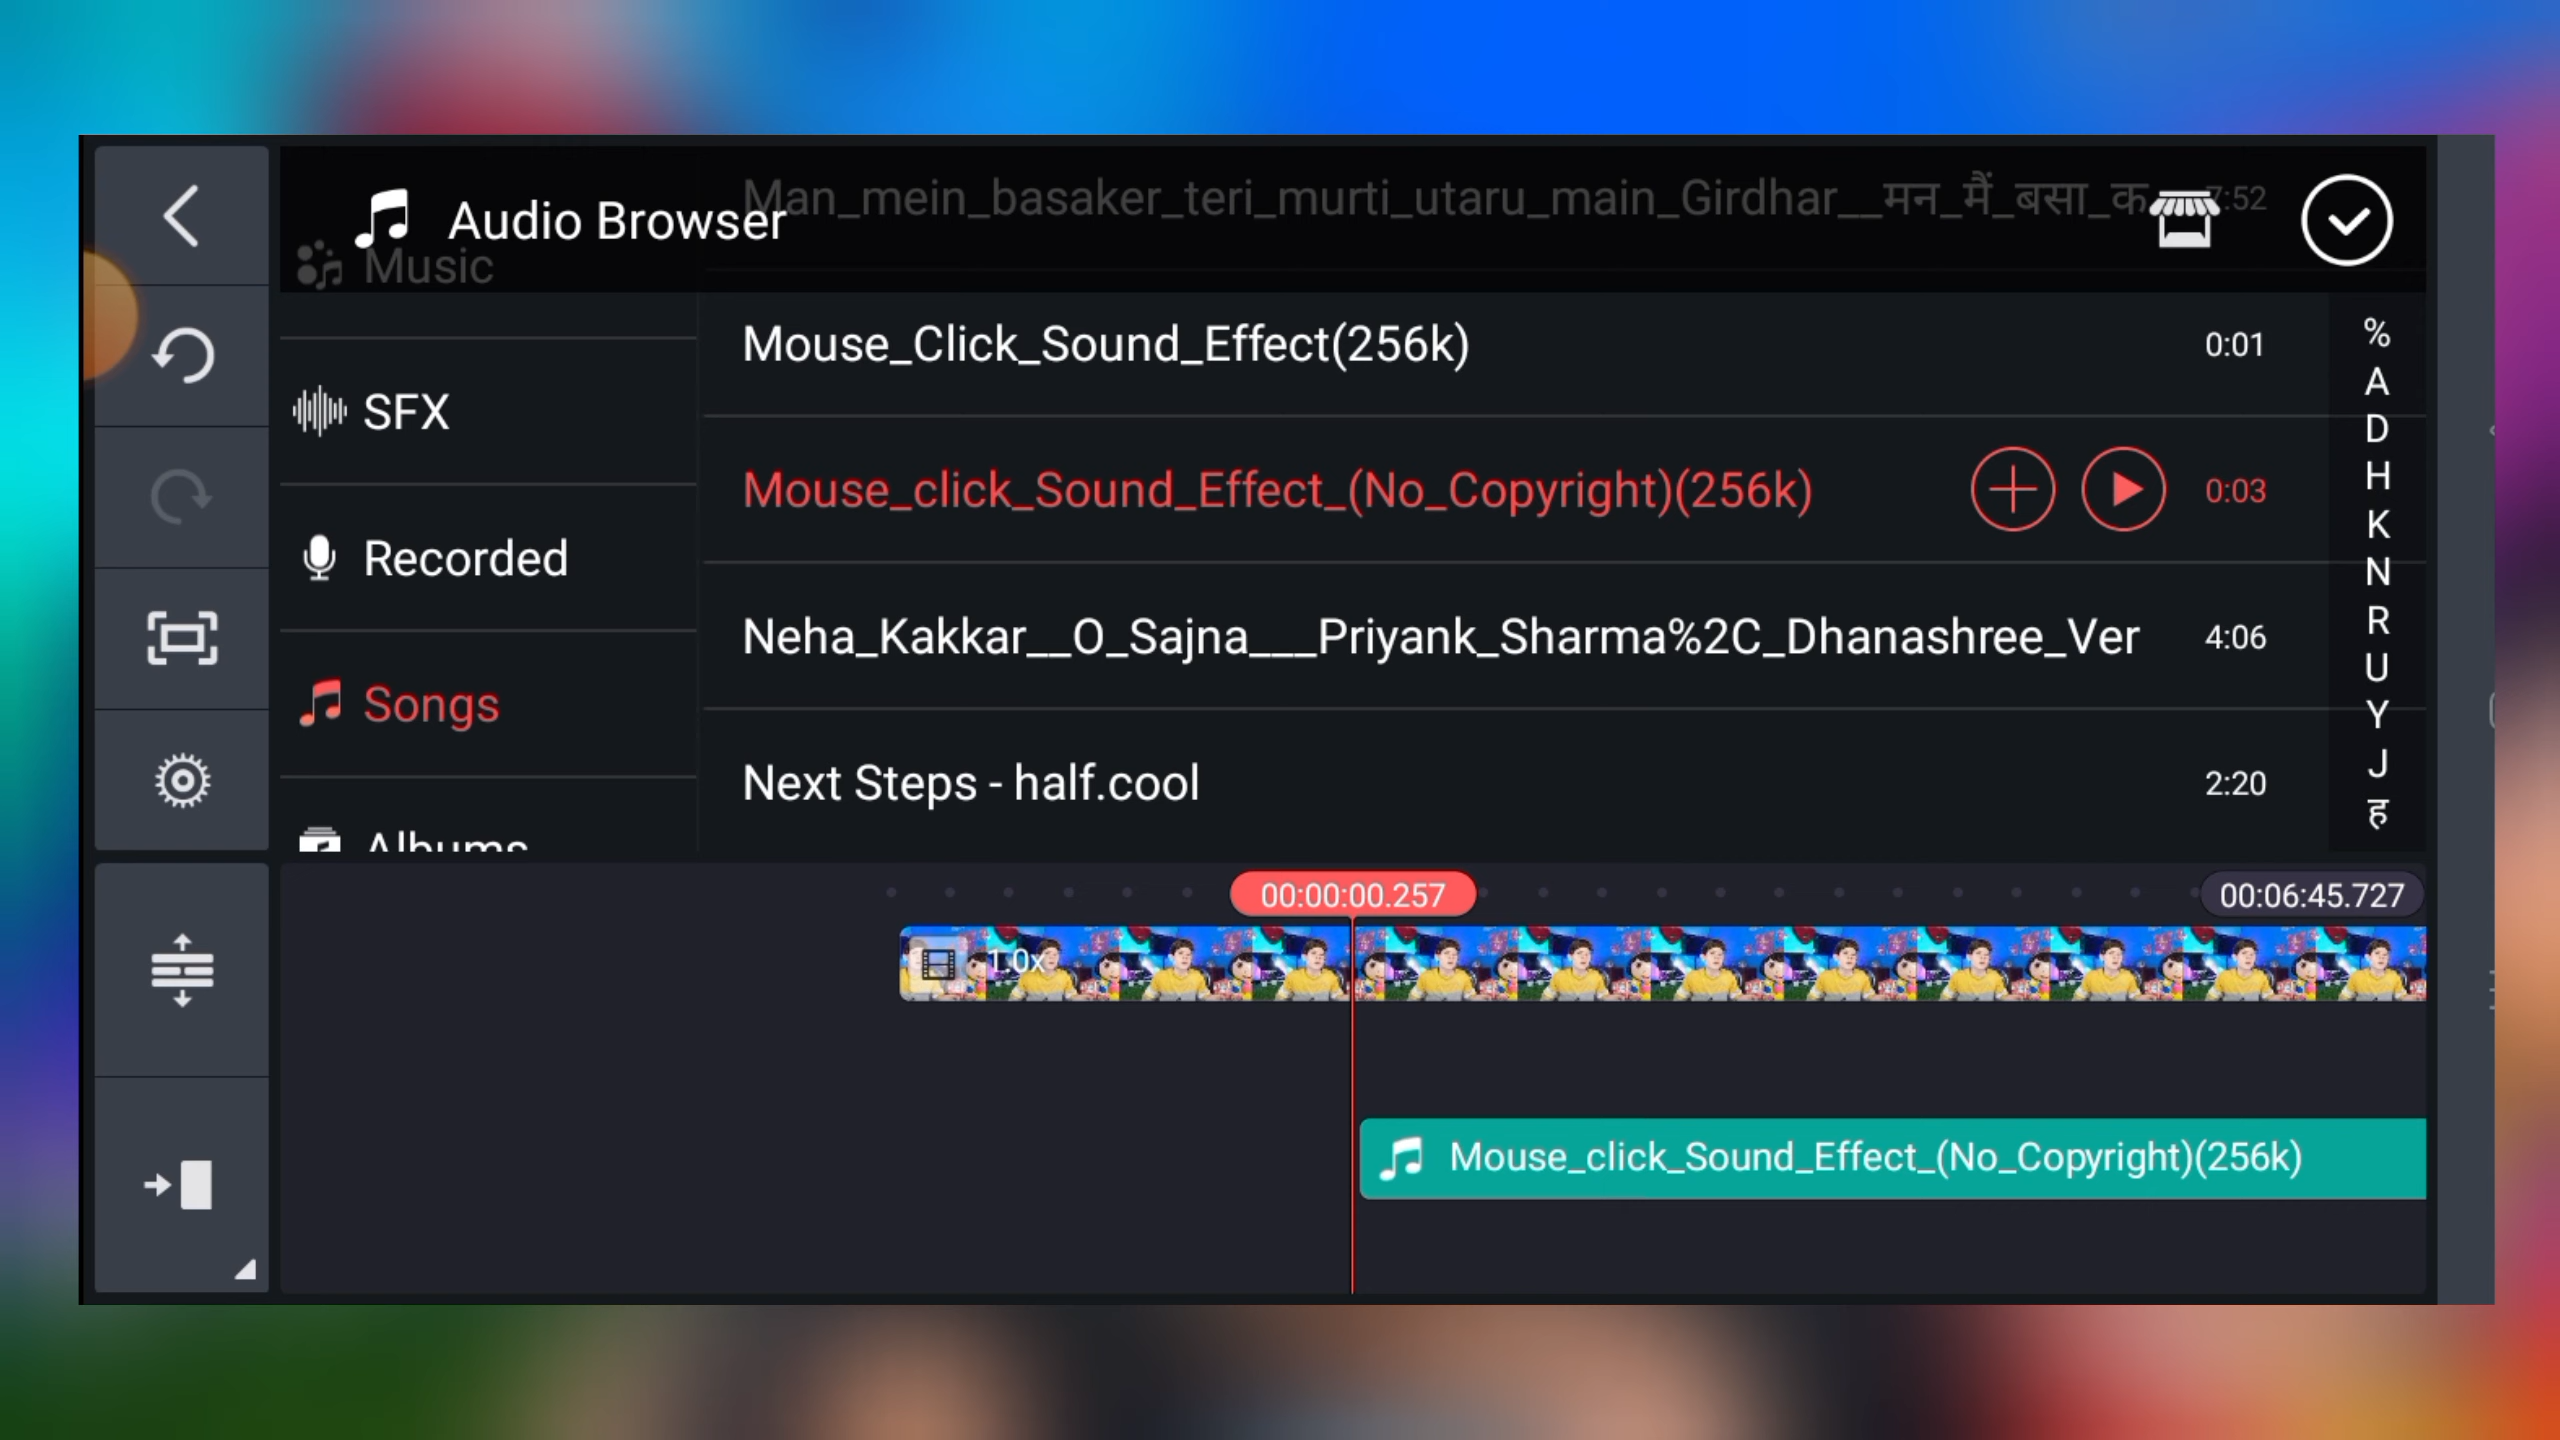 Man_mein_basaker_teri_murti_utaru_main_Girdhar__मन_मैं_बसा_क 7:52
Audio Browser
Music
Mouse_Click_Sound_Effect(256k) 0:01
SFX
Mouse_click_Sound_Effect_(No_Copyright)(256k) 0:03
Recorded
Neha_Kakkar__O_Sajna___Priyank_Sharma%2C_Dhanashree_Ver 4:06
Songs
Next Steps - half.cool 2:20
Albums
%
A
D
H
K
N
R
U
Y
J
ह
00:00:00.257
00:06:45.727
1.0x
Mouse_click_Sound_Effect_(No_Copyright)(256k)